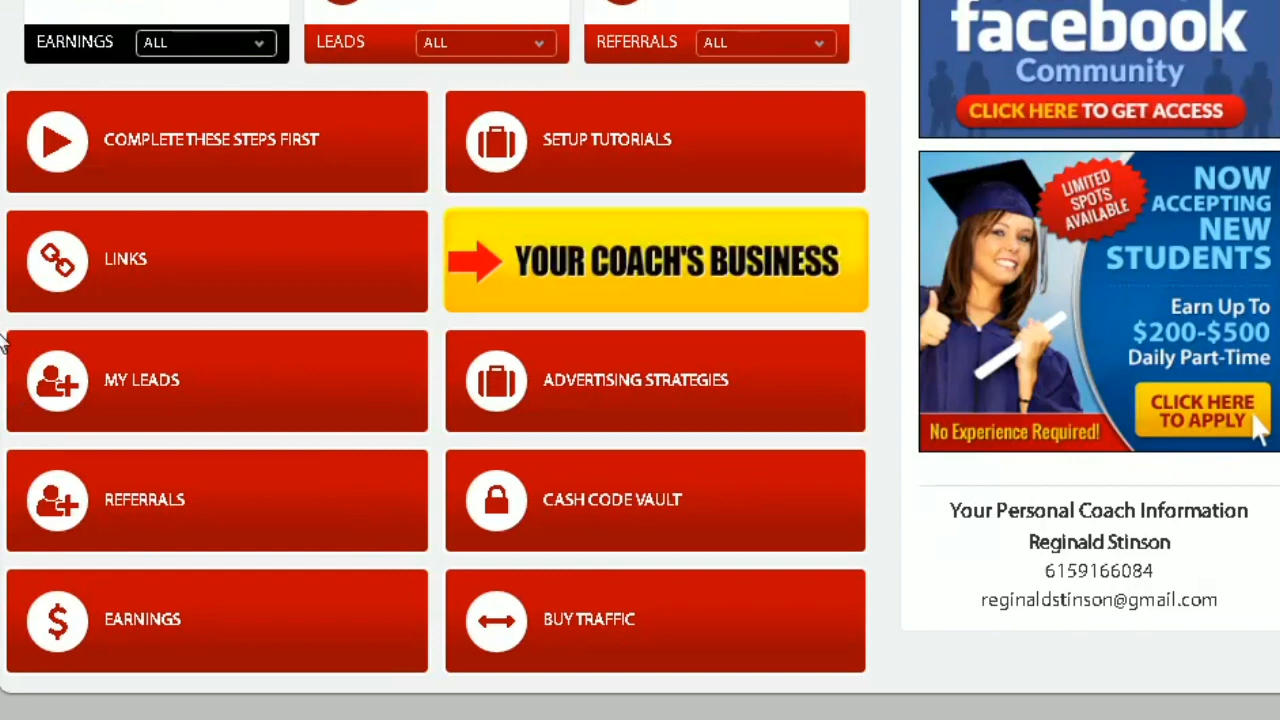 EARNINGS ALL
LEADS ALL
REFERRALS ALL
COMPLETE THESE STEPS FIRST
SETUP TUTORIALS
LINKS
YOUR COACH'S BUSINESS
MY LEADS
ADVERTISING STRATEGIES
REFERRALS
CASH CODE VAULT
EARNINGS
BUY TRAFFIC
facebook
Community
CLICK HERE TO GET ACCESS
LIMITED
SPOTS
AVAILABLE
NOW
ACCEPTING
NEW
STUDENTS
Earn Up To
$200-$500
Daily Part-Time
CLICK HERE
TO APPLY
No Experience Required!
Your Personal Coach Information
Reginald Stinson
6159166084
reginaldstinson@gmail.com